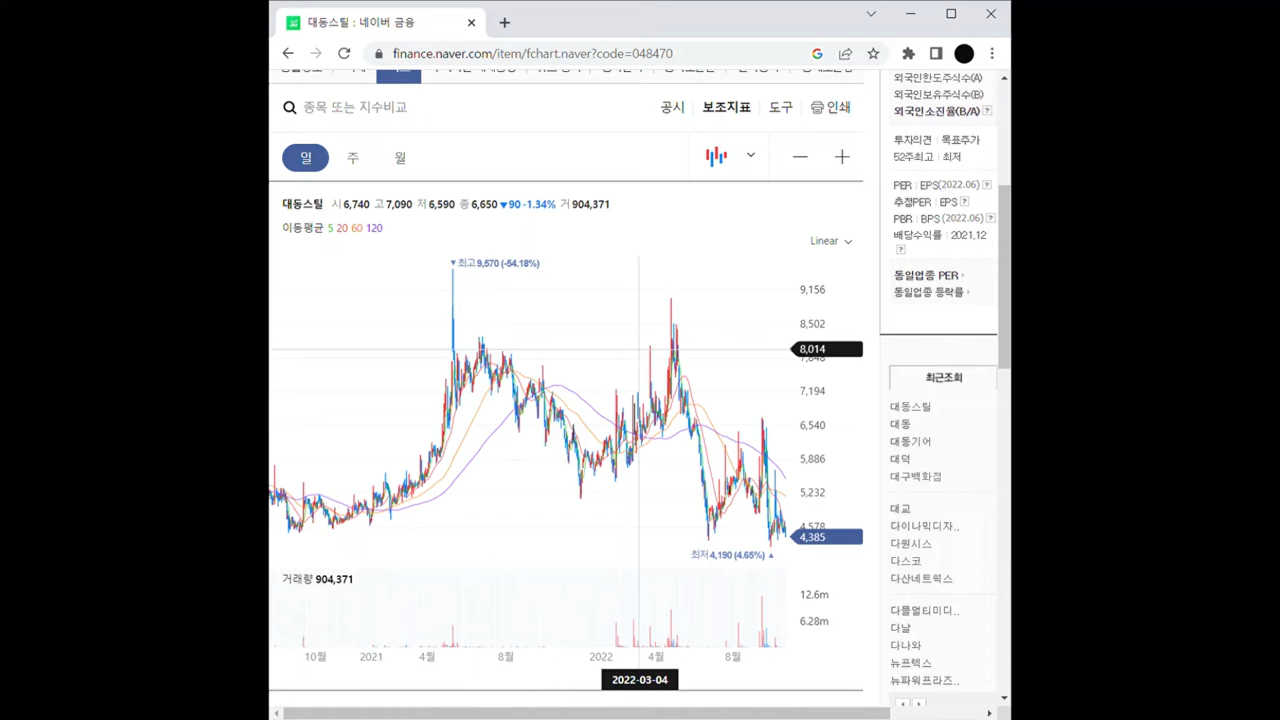 대동스틸 : 네이버 금융
finance.naver.com/item/fchart.naver?code=048470
종목 또는 지수비교
공시 보조지표 도구 인쇄
일 주 월
대동스틸 시 6,740 고 7,090 저 6,590 종 6,650 ▼90 -1.34% 거 904,371
이동평균 5 20 60 120
Linear
▼ 최고 9,570 (-54.18%)
9,156
8,502
8,014
7,848
7,194
6,540
5,886
5,232
4,578
4,385
최저 4,190 (4.65%) ▲
거래량 904,371
12.6m
6.28m
10월 2021 4월 8월 2022 4월 8월
2022-03-04
외국인한도주식수(A)
외국인보유주식수(B)
외국인소진율(B/A) ?
투자의견 | 목표주가
52주최고 | 최저
PER | EPS(2022.06) ?
추정PER | EPS ?
PBR | BPS (2022.06) ?
배당수익률 | 2021.12
?
동일업종 PER
동일업종 등락률
최근조회
대동스틸
대동
대동기어
대덕
대구백화점
대교
다이나믹디자..
다원시스
다스코
다산네트웍스
다믈멀티미디..
다날
다나와
뉴프렉스
뉴파워프라즈..